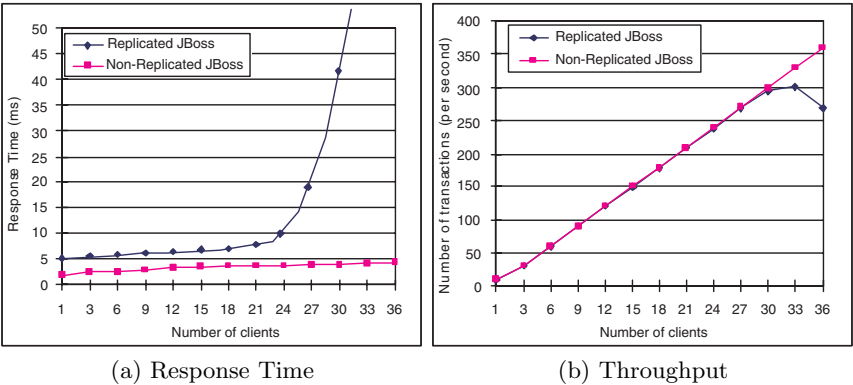 50
45
40
35
30
25
20
15
10
5
0
Response Time (ms)
Replicated JBoss
Non-Replicated JBoss
1 3 6 9 12 15 18 21 24 27 30 33 36
Number of clients
(a) Response Time
400
350
300
250
200
150
100
50
0
Number of transactions (per second)
Replicated JBoss
Non-Replicated JBoss
1 3 6 9 12 15 18 21 24 27 30 33 36
Number of clients
(b) Throughput